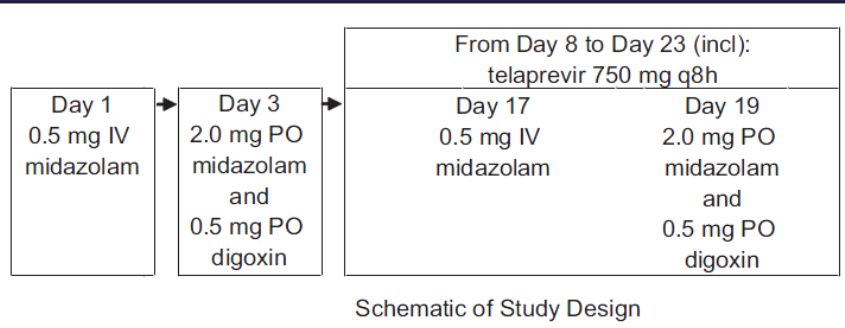 From Day 8 to Day 23 (incl):
telaprevir 750 mg q8h
Day 1
0.5 mg IV
midazolam
Day 3
2.0 mg PO
midazolam
and
0.5 mg PO
digoxin
Day 17
0.5 mg IV
midazolam
Day 19
2.0 mg PO
midazolam
and
0.5 mg PO
digoxin
Schematic of Study Design